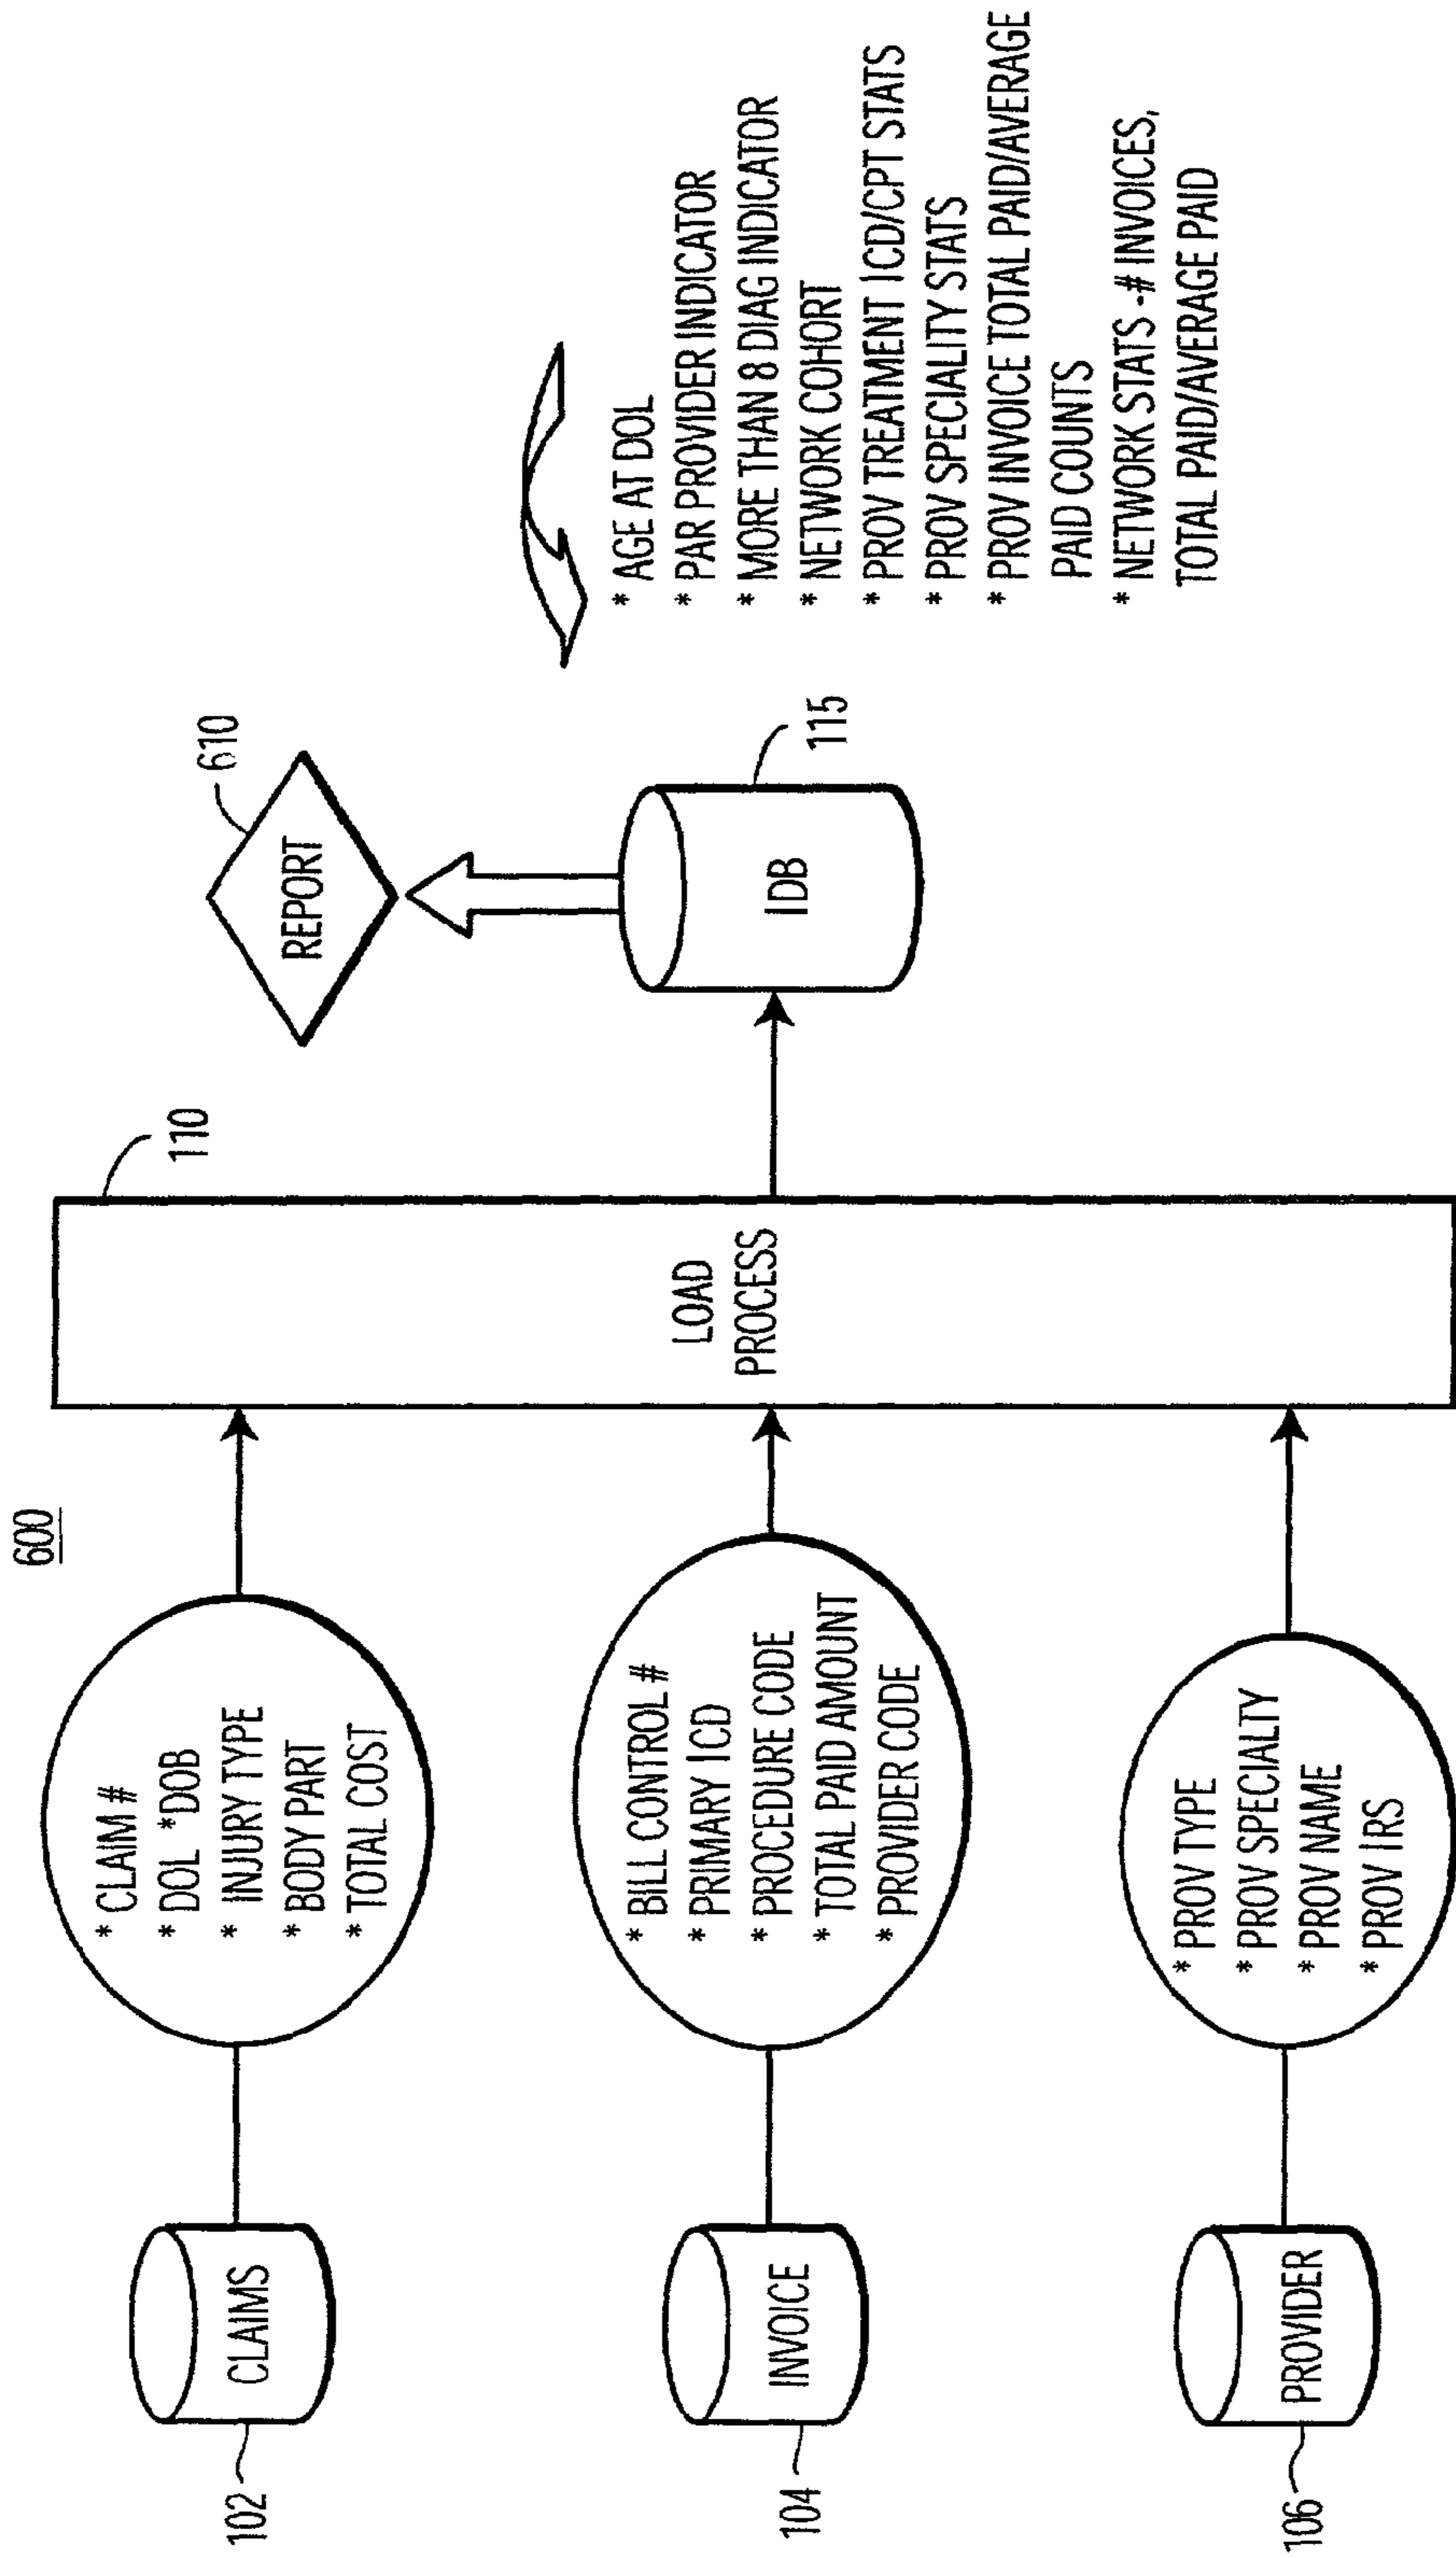 600
CLAIMS
102
* CLAIM #
* DOL *DOB
* INJURY TYPE
* BODY PART
* TOTAL COST
INVOICE
104
* BILL CONTROL #
* PRIMARY ICD
* PROCEDURE CODE
* TOTAL PAID AMOUNT
* PROVIDER CODE
PROVIDER
106
* PROV TYPE
* PROV SPECIALTY
* PROV NAME
* PROV IRS
LOAD
PROCESS
110
REPORT
610
IDB
115
* AGE AT DOL
* PAR PROVIDER INDICATOR
* MORE THAN 8 DIAG INDICATOR
* NETWORK COHORT
* PROV TREATMENT ICD/CPT STATS
* PROV SPECIALITY STATS
* PROV INVOICE TOTAL PAID/AVERAGE
PAID COUNTS
* NETWORK STATS -# INVOICES,
TOTAL PAID/AVERAGE PAID